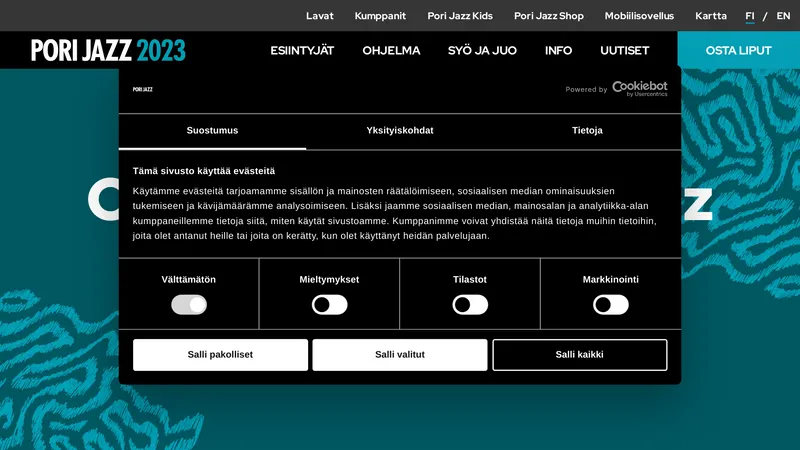 Lavat Kumppanit Pori Jazz Kids Pori Jazz Shop Mobiilisovellus Kartta FI / EN
PORI JAZZ 2023 ESIINTYJÄT OHJELMA SYÖ JA JUO INFO UUTISET OSTA LIPUT
PORI JAZZ Powered by Cookiebot
by Usercentrics
Suostumus Yksityiskohdat Tietoja
Tämä sivusto käyttää evästeitä
Käytämme evästeitä tarjoamamme sisällön ja mainosten räätälöimiseen, sosiaalisen median ominaisuuksien
tukemiseen ja kävijämäärämme analysoimiseen. Lisäksi jaamme sosiaalisen median, mainosalan ja analytiikka-alan
kumppaneillemme tietoja siitä, miten käytät sivustoamme. Kumppanimme voivat yhdistää näitä tietoja muihin tietoihin,
joita olet antanut heille tai joita on kerätty, kun olet käyttänyt heidän palvelujaan.
Välttämätön Mieltymykset Tilastot Markkinointi
Salli pakolliset Salli valitut Salli kaikki